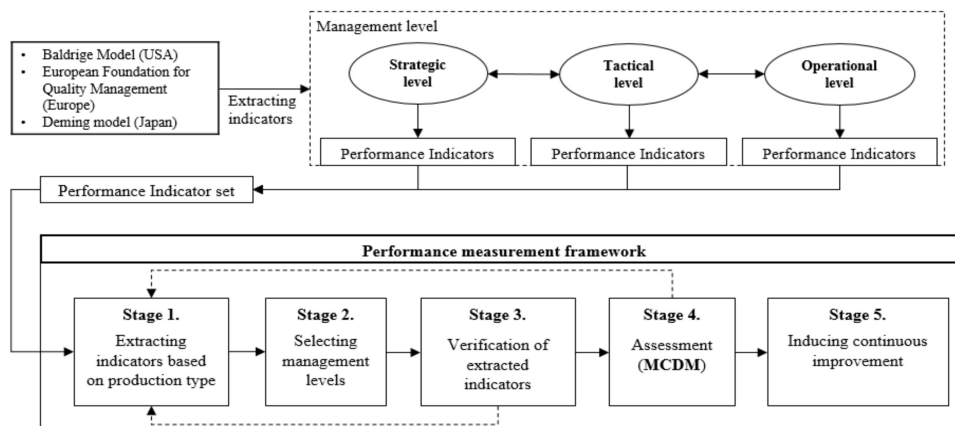 Management level
• Baldrige Model (USA)
• European Foundation for
Quality Management
(Europe)
• Deming model (Japan)
Extracting
indicators
Strategic
level
Tactical
level
Operational
level
Performance Indicators
Performance Indicators
Performance Indicators
Performance Indicator set
Performance measurement framework
Stage 1.
Extracting
indicators based
on production type
Stage 2.
Selecting
management
levels
Stage 3.
Verification of
extracted
indicators
Stage 4.
Assessment
(MCDM)
Stage 5.
Inducing continuous
improvement